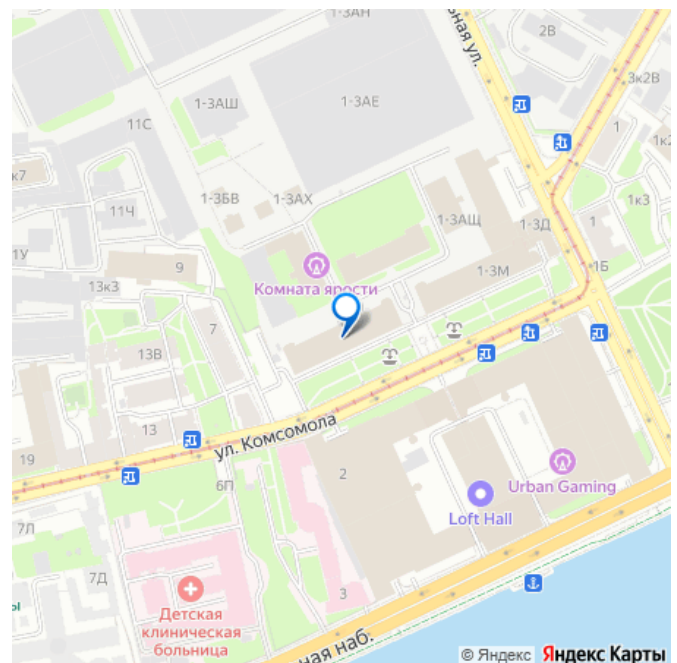 1-3АН
ьная ул.
2В
3к2В
1-3АШ
1-3АЕ
11С
1
1к2
к7
1-3БВ
1-3АХ
1к3
11Ч
1-3АЩ
1-3Д
1
1У
9
1-3М
1Б
Комната ярости
13к3
7
13В
13
ул. Комсомола
19
2
6П
Urban Gaming
Loft Hall
7Л
7Д
3
ы
Детская
клиническая
больница
ная наб.
© Яндекс Яндекс Карты